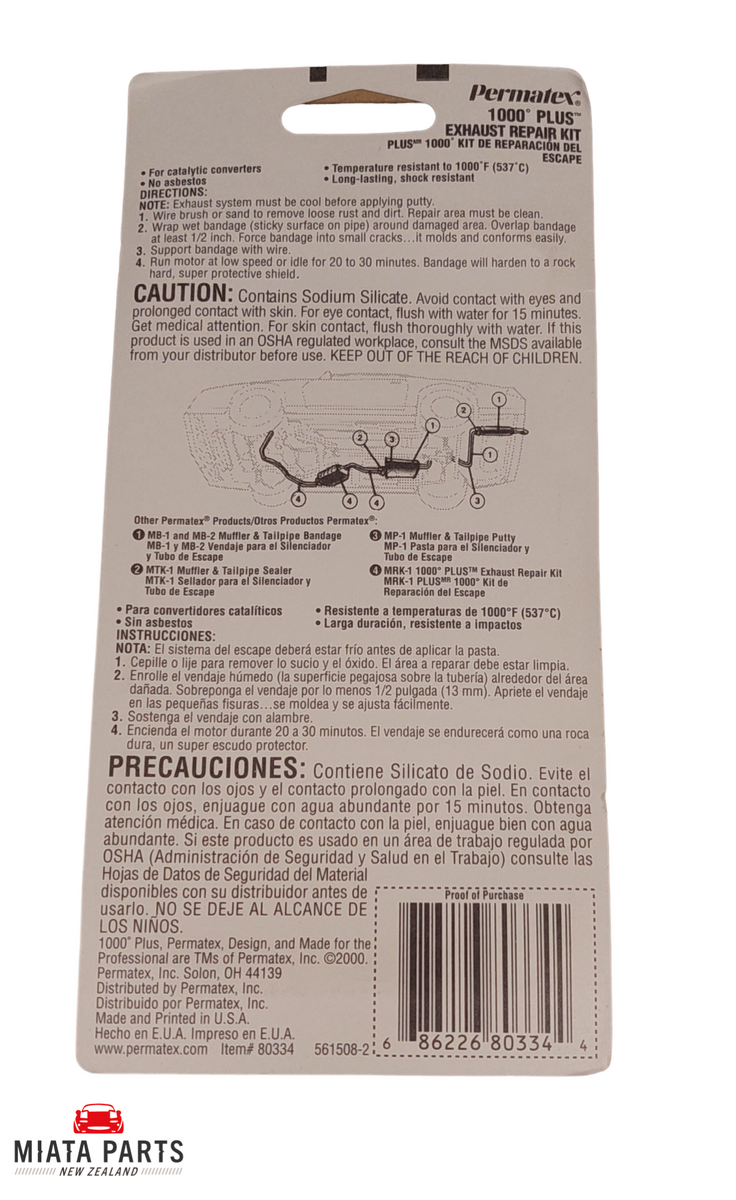 Permatex®
1000° PLUS™
EXHAUST REPAIR KIT
PLUSMR 1000° KIT DE REPARACIÓN DEL
ESCAPE
• For catalytic converters
• No asbestos
• Temperature resistant to 1000°F (537°C)
• Long-lasting, shock resistant
DIRECTIONS:
NOTE: Exhaust system must be cool before applying putty.
1. Wire brush or sand to remove loose rust and dirt. Repair area must be clean.
2. Wrap wet bandage (sticky surface on pipe) around damaged area. Overlap bandage
at least 1/2 inch. Force bandage into small cracks...it molds and conforms easily.
3. Support bandage with wire.
4. Run motor at low speed or idle for 20 to 30 minutes. Bandage will harden to a rock
hard, super protective shield.
CAUTION: Contains Sodium Silicate. Avoid contact with eyes and
prolonged contact with skin. For eye contact, flush with water for 15 minutes.
Get medical attention. For skin contact, flush thoroughly with water. If this
product is used in an OSHA regulated workplace, consult the MSDS available
from your distributor before use. KEEP OUT OF THE REACH OF CHILDREN.
1
2
2 3 1
1
4 4 4 3
Other Permatex® Products/Otros Productos Permatex®:
1 MB-1 and MB-2 Muffler & Tailpipe Bandage
MB-1 y MB-2 Vendaje para el Silenciador
y Tubo de Escape
2 MTK-1 Muffler & Tailpipe Sealer
MTK-1 Sellador para el Silenciador y
Tubo de Escape
3 MP-1 Muffler & Tailpipe Putty
MP-1 Pasta para el Silenciador y
Tubo de Escape
4 MRK-1 1000° PLUS™ Exhaust Repair Kit
MRK-1 PLUSMR 1000° Kit de
Reparación del Escape
• Para convertidores catalíticos
• Sin asbestos
• Resistente a temperaturas de 1000°F (537°C)
• Larga duración, resistente a impactos
INSTRUCCIONES:
NOTA: El sistema del escape deberá estar frío antes de aplicar la pasta.
1. Cepille o lije para remover lo sucio y el óxido. El área a reparar debe estar limpia.
2. Enrolle el vendaje húmedo (la superficie pegajosa sobre la tubería) alrededor del área
dañada. Sobreponga el vendaje por lo menos 1/2 pulgada (13 mm). Apriete el vendaje
en las pequeñas fisuras...se moldea y se ajusta fácilmente.
3. Sostenga el vendaje con alambre.
4. Encienda el motor durante 20 a 30 minutos. El vendaje se endurecerá como una roca
dura, un super escudo protector.
PRECAUCIONES: Contiene Silicato de Sodio. Evite el
contacto con los ojos y el contacto prolongado con la piel. En contacto
con los ojos, enjuague con agua abundante por 15 minutos. Obtenga
atención médica. En caso de contacto con la piel, enjuague bien con agua
abundante. Si este producto es usado en un área de trabajo regulada por
OSHA (Administración de Seguridad y Salud en el Trabajo) consulte las
Hojas de Datos de Seguridad del Material
disponibles con su distribuidor antes de
usarlo. NO SE DEJE AL ALCANCE DE
LOS NIÑOS.
1000° Plus, Permatex, Design, and Made for the
Professional are TMs of Permatex, Inc. ©2000.
Permatex, Inc. Solon, OH 44139
Distributed by Permatex, Inc.
Distribuido por Permatex, Inc.
Made and Printed in U.S.A.
Hecho en E.U.A. Impreso en E.U.A.
www.permatex.com Item# 80334 561508-2
Proof of Purchase
6 86226 80334 4
MIATA PARTS
NEW ZEALAND